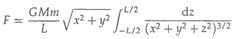 F = \frac{GMm}{L} \sqrt{x^2 + y^2} \int_{-L/2}^{L/2} \frac{dz}{(x^2 + y^2 + z^2)^{3/2}}